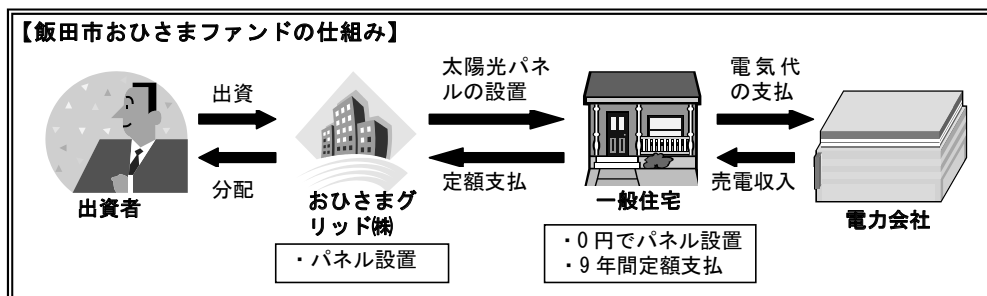 【飯田市おひさまファンドの仕組み】
出資
分配
出資者
おひさまグ
リッド㈱
・パネル設置
太陽光パネ
ルの設置
定額支払
一般住宅
・0円でパネル設置
・9年間定額支払
電気代
の支払
売電収入
電力会社